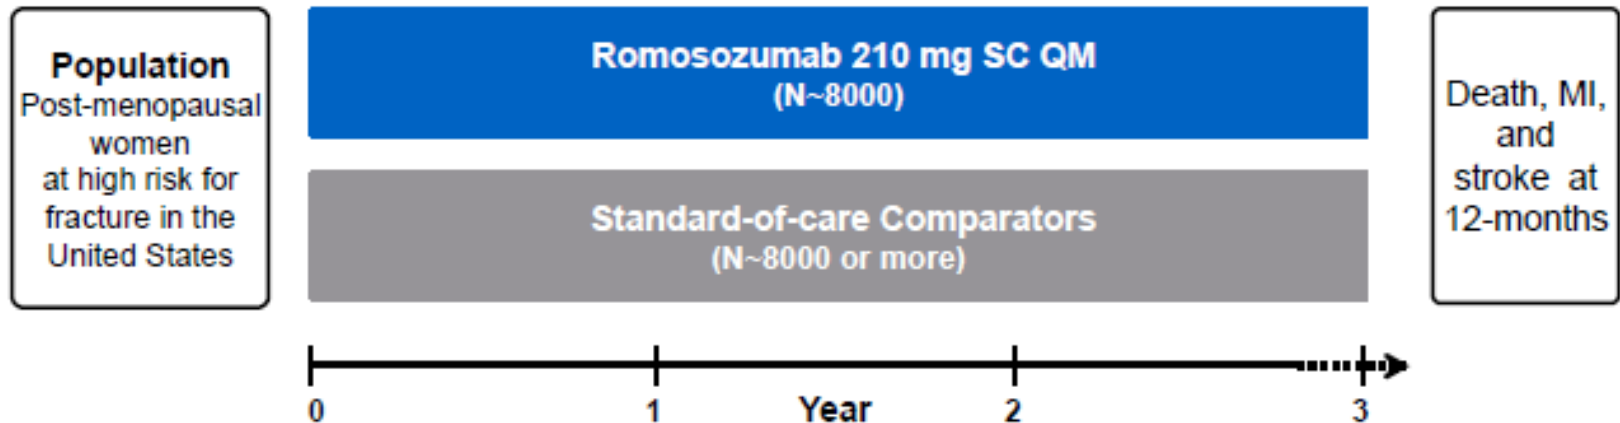 Population
Post-menopausal
women
at high risk for
fracture in the
United States
Romosozumab 210 mg SC QM
(N~8000)
Standard-of-care Comparators
(N~8000 or more)
Death, MI,
and
stroke at
12-months
0 1 Year 2 3